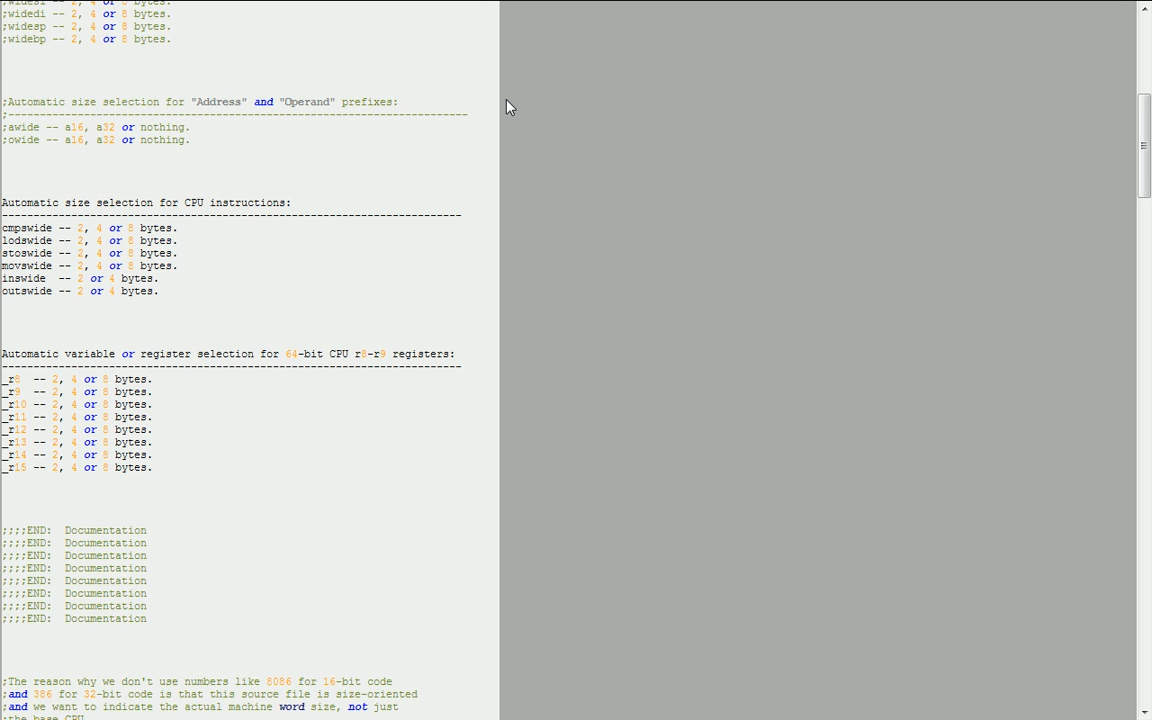 ;widesi -- 2, 4 or 8 bytes.
;widedi -- 2, 4 or 8 bytes.
;widesp -- 2, 4 or 8 bytes.
;widebp -- 2, 4 or 8 bytes.
;Automatic size selection for "Address" and "Operand" prefixes:
;--------------------------------------------------------------------------
;awide -- a16, a32 or nothing.
;owide -- a16, a32 or nothing.
Automatic size selection for CPU instructions:
--------------------------------------------------------------------------
cmpswide -- 2, 4 or 8 bytes.
lodswide -- 2, 4 or 8 bytes.
stoswide -- 2, 4 or 8 bytes.
movswide -- 2, 4 or 8 bytes.
inswide  -- 2 or 4 bytes.
outswide -- 2 or 4 bytes.
Automatic variable or register selection for 64-bit CPU r8-r9 registers:
--------------------------------------------------------------------------
_r8  -- 2, 4 or 8 bytes.
_r9  -- 2, 4 or 8 bytes.
_r10 -- 2, 4 or 8 bytes.
_r11 -- 2, 4 or 8 bytes.
_r12 -- 2, 4 or 8 bytes.
_r13 -- 2, 4 or 8 bytes.
_r14 -- 2, 4 or 8 bytes.
_r15 -- 2, 4 or 8 bytes.
;;;;END:  Documentation
;;;;END:  Documentation
;;;;END:  Documentation
;;;;END:  Documentation
;;;;END:  Documentation
;;;;END:  Documentation
;;;;END:  Documentation
;;;;END:  Documentation
;The reason why we don't use numbers like 8086 for 16-bit code
;and 386 for 32-bit code is that this source file is size-oriented
;and we want to indicate the actual machine word size, not just
;the base CPU